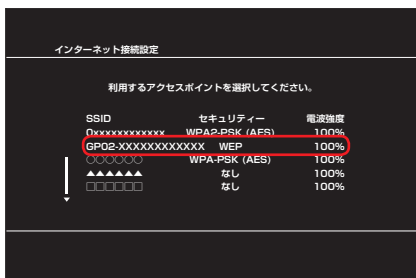 インターネット接続設定
利用するアクセスポイントを選択してください。
SSID セキュリティー 電波強度
0xxxxxxxxxxxx WPA2-PSK (AES) 100%
GP02-XXXXXXXXXXXX WEP 100%
○○○○○○ WPA-PSK (AES) 100%
▲▲▲▲▲▲ なし 100%
□□□□□□ なし 100%